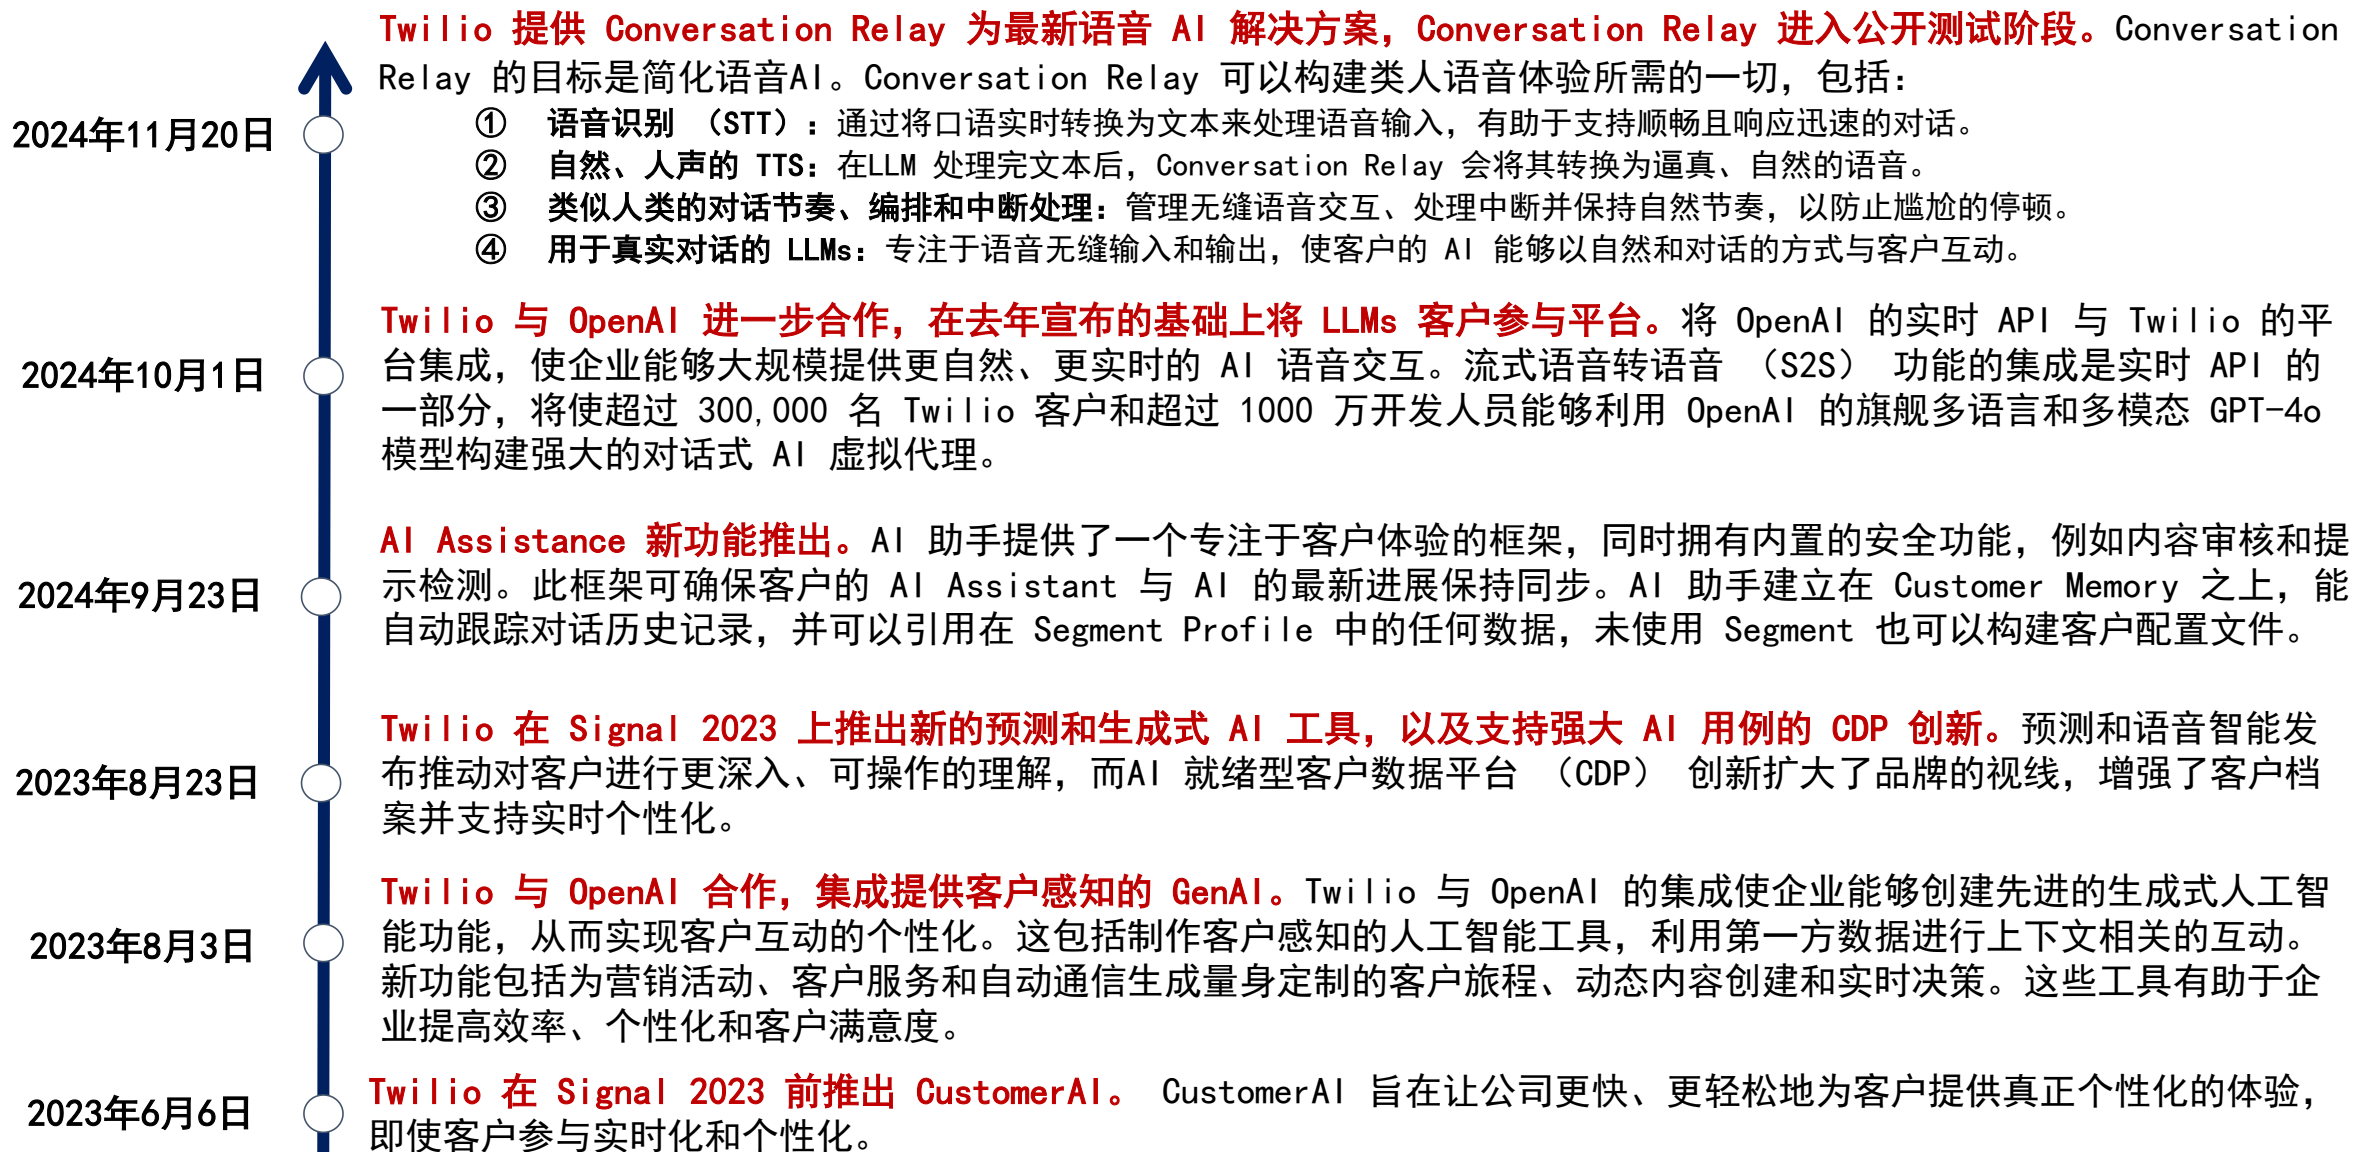 Twilio 提供 Conversation Relay 为最新语音 AI 解决方案，Conversation Relay 进入公开测试阶段。Conversation
Relay 的目标是简化语音AI。Conversation Relay 可以构建类人语音体验所需的一切，包括：
2024年11月20日
① 语音识别 （STT）：通过将口语实时转换为文本来处理语音输入，有助于支持顺畅且响应迅速的对话。
② 自然、人声的 TTS：在LLM 处理完文本后，Conversation Relay 会将其转换为逼真、自然的语音。
③ 类似人类的对话节奏、编排和中断处理：管理无缝语音交互、处理中断并保持自然节奏，以防止尴尬的停顿。
④ 用于真实对话的 LLMs：专注于语音无缝输入和输出，使客户的 AI 能够以自然和对话的方式与客户互动。
2024年10月1日
Twilio 与 OpenAI 进一步合作，在去年宣布的基础上将 LLMs 客户参与平台。将 OpenAI 的实时 API 与 Twilio 的平
台集成，使企业能够大规模提供更自然、更实时的 AI 语音交互。流式语音转语音 （S2S） 功能的集成是实时 API 的
一部分，将使超过 300,000 名 Twilio 客户和超过 1000 万开发人员能够利用 OpenAI 的旗舰多语言和多模态 GPT-4o
模型构建强大的对话式 AI 虚拟代理。
2024年9月23日
AI Assistance 新功能推出。AI 助手提供了一个专注于客户体验的框架，同时拥有内置的安全功能，例如内容审核和提
示检测。此框架可确保客户的 AI Assistant 与 AI 的最新进展保持同步。AI 助手建立在 Customer Memory 之上，能
自动跟踪对话历史记录，并可以引用在 Segment Profile 中的任何数据，未使用 Segment 也可以构建客户配置文件。
2023年8月23日
Twilio 在 Signal 2023 上推出新的预测和生成式 AI 工具，以及支持强大 AI 用例的 CDP 创新。预测和语音智能发
布推动对客户进行更深入、可操作的理解，而AI 就绪型客户数据平台 （CDP） 创新扩大了品牌的视线，增强了客户档
案并支持实时个性化。
2023年8月3日
Twilio 与 OpenAI 合作，集成提供客户感知的 GenAI。Twilio 与 OpenAI 的集成使企业能够创建先进的生成式人工智
能功能，从而实现客户互动的个性化。这包括制作客户感知的人工智能工具，利用第一方数据进行上下文相关的互动。
新功能包括为营销活动、客户服务和自动通信生成量身定制的客户旅程、动态内容创建和实时决策。这些工具有助于企
业提高效率、个性化和客户满意度。
2023年6月6日
Twilio 在 Signal 2023 前推出 CustomerAI。 CustomerAI 旨在让公司更快、更轻松地为客户提供真正个性化的体验，
即使客户参与实时化和个性化。